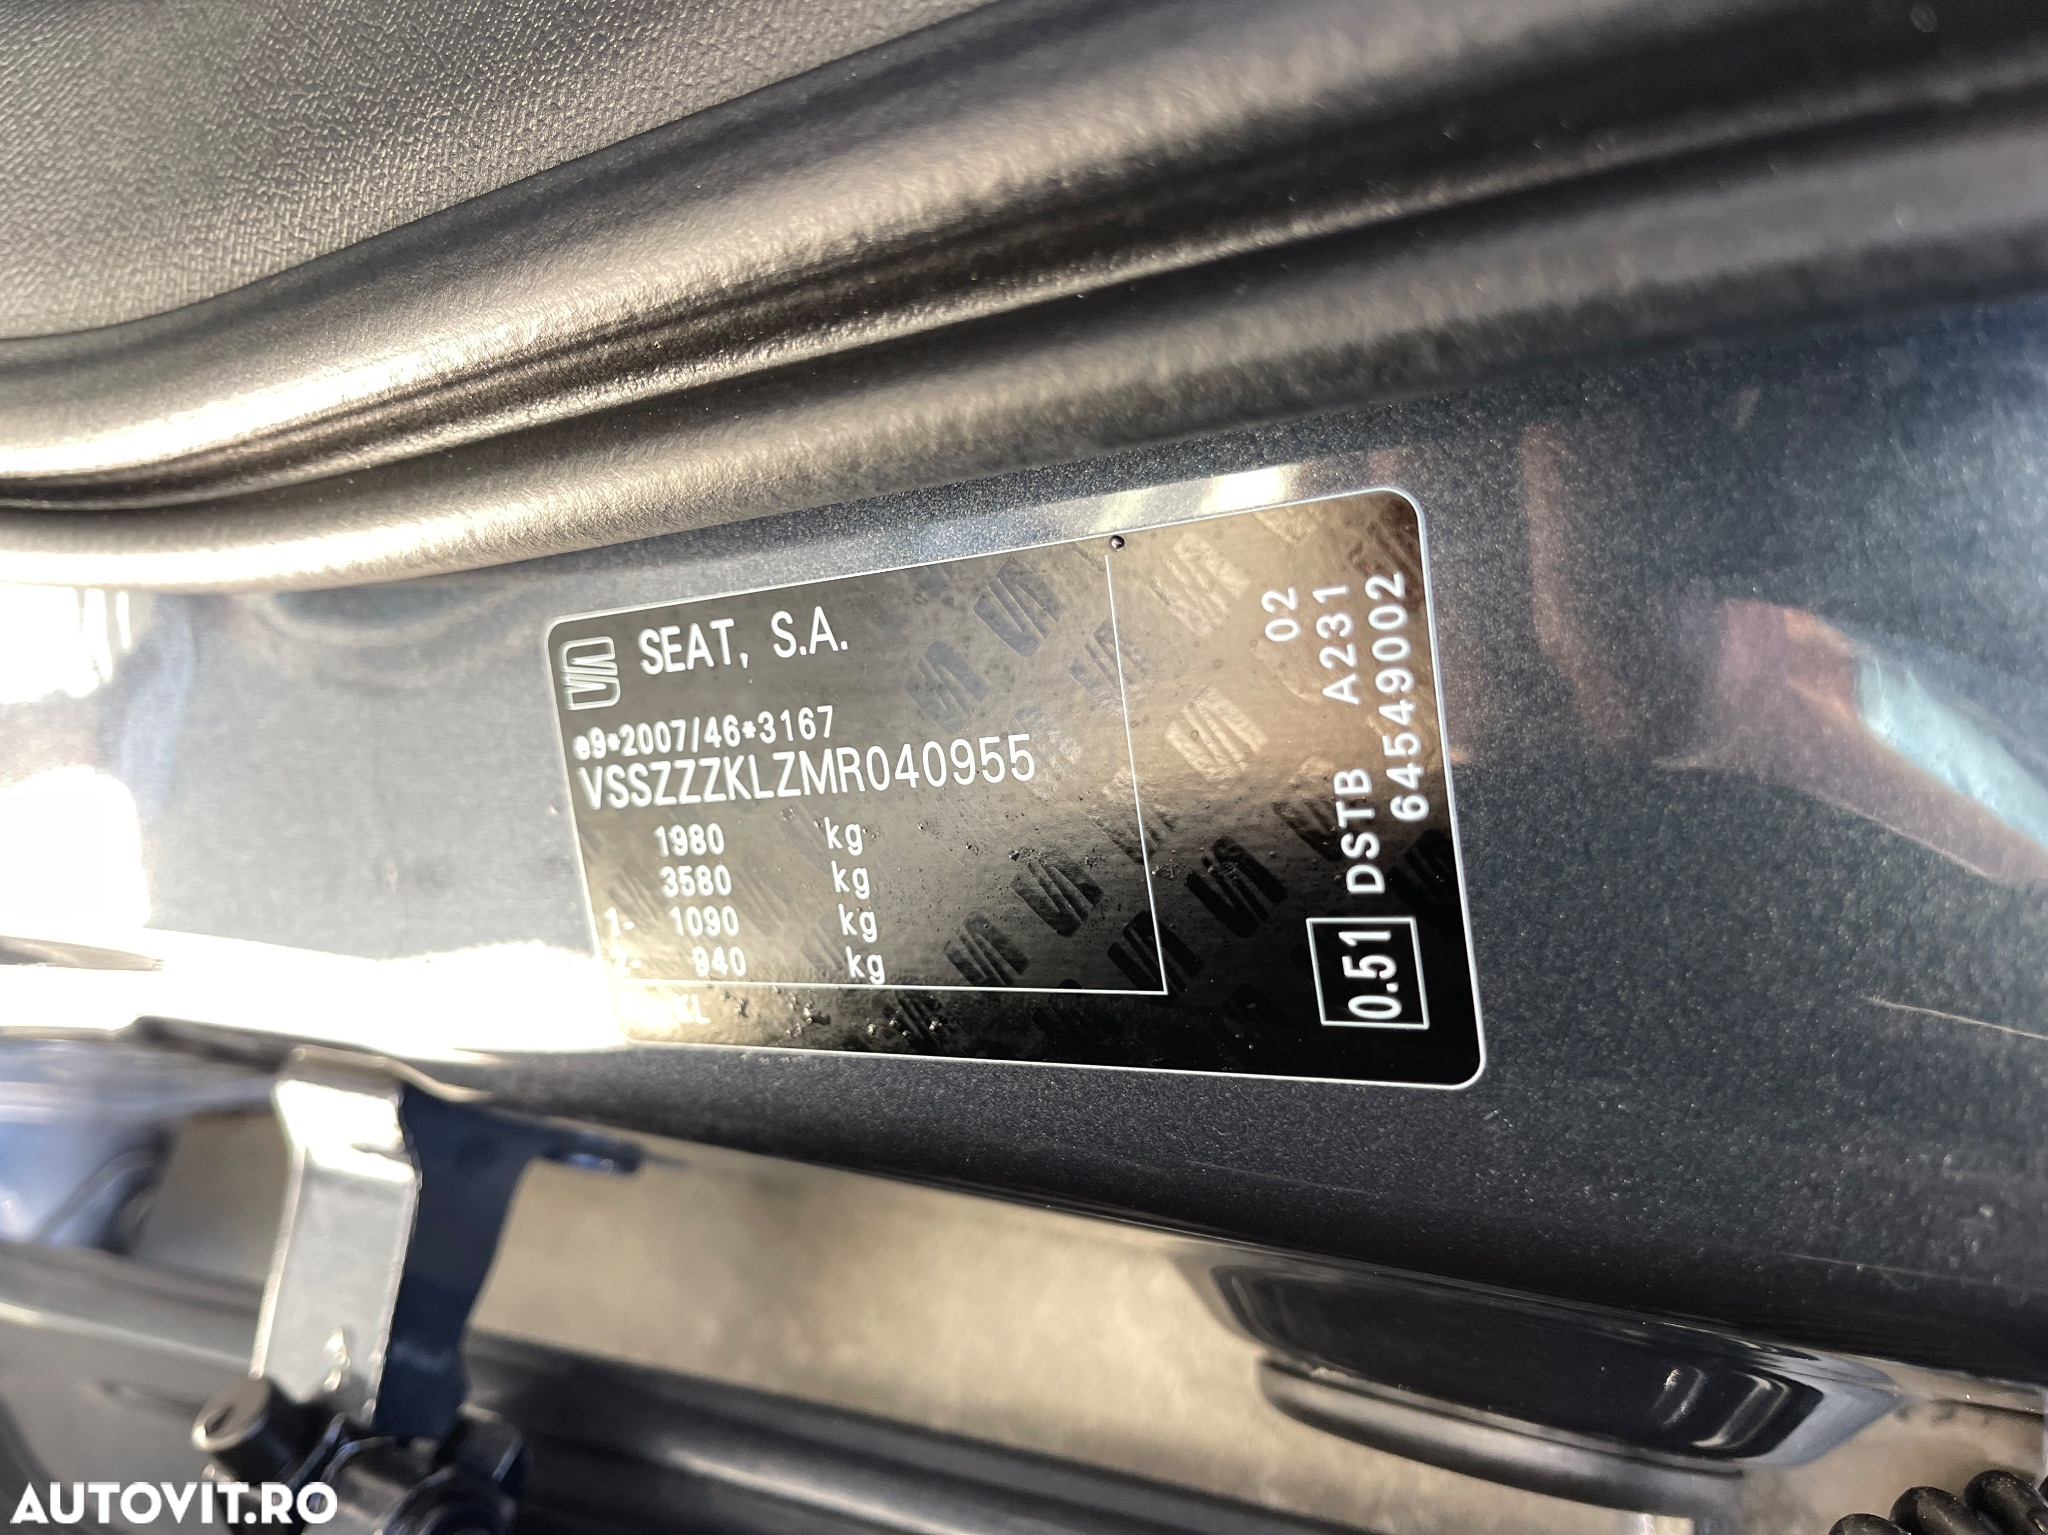 SEAT, S.A.
e9*2007/46*3167
VSSZZZKLZMR040955
1980 kg
3580 kg
1- 1090 kg
2- 940 kg
02
DSTB A231
64549002
0.51
AUTOVIT.RO